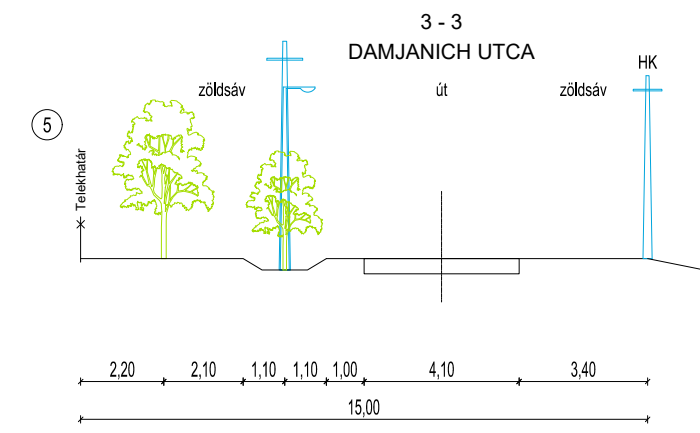 3 - 3
DAMJANICH UTCA
HK
zöldsáv
út
zöldsáv
5
Telekhatár
2,20 2,10 1,10 1,10 1,00 4,10 3,40
15,00